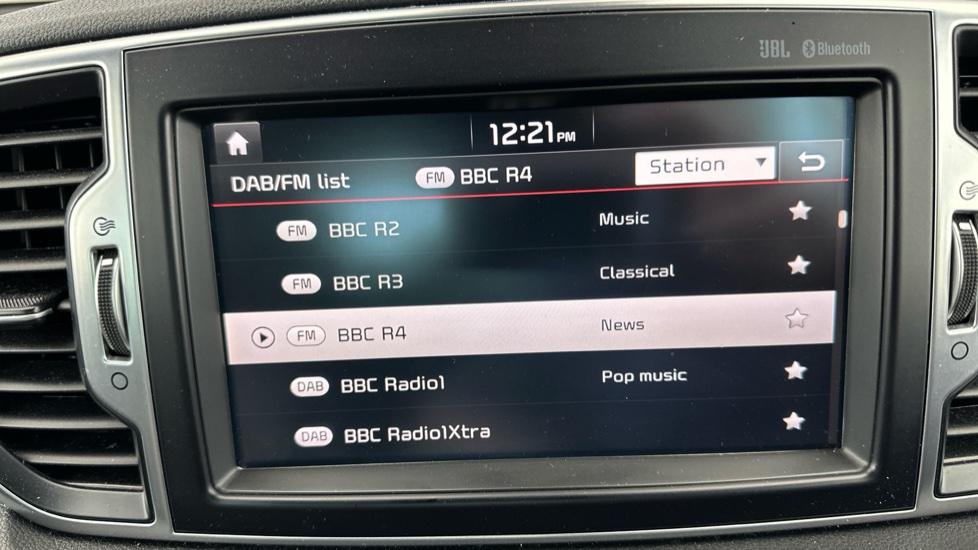 JBL Bluetooth
12:21 PM
DAB/FM list FM BBC R4 Station
FM BBC R2 Music
FM BBC R3 Classical
FM BBC R4 News
DAB BBC Radio1 Pop music
DAB BBC Radio1Xtra